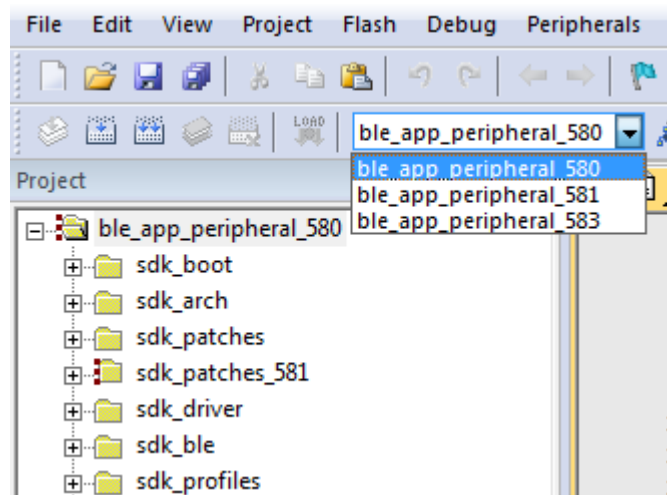 File Edit View Project Flash Debug Peripherals
LOAD
ble_app_peripheral_580
ble_app_peripheral_580
ble_app_peripheral_581
ble_app_peripheral_583
Project
ble_app_peripheral_580
sdk_boot
sdk_arch
sdk_patches
sdk_patches_581
sdk_driver
sdk_ble
sdk_profiles